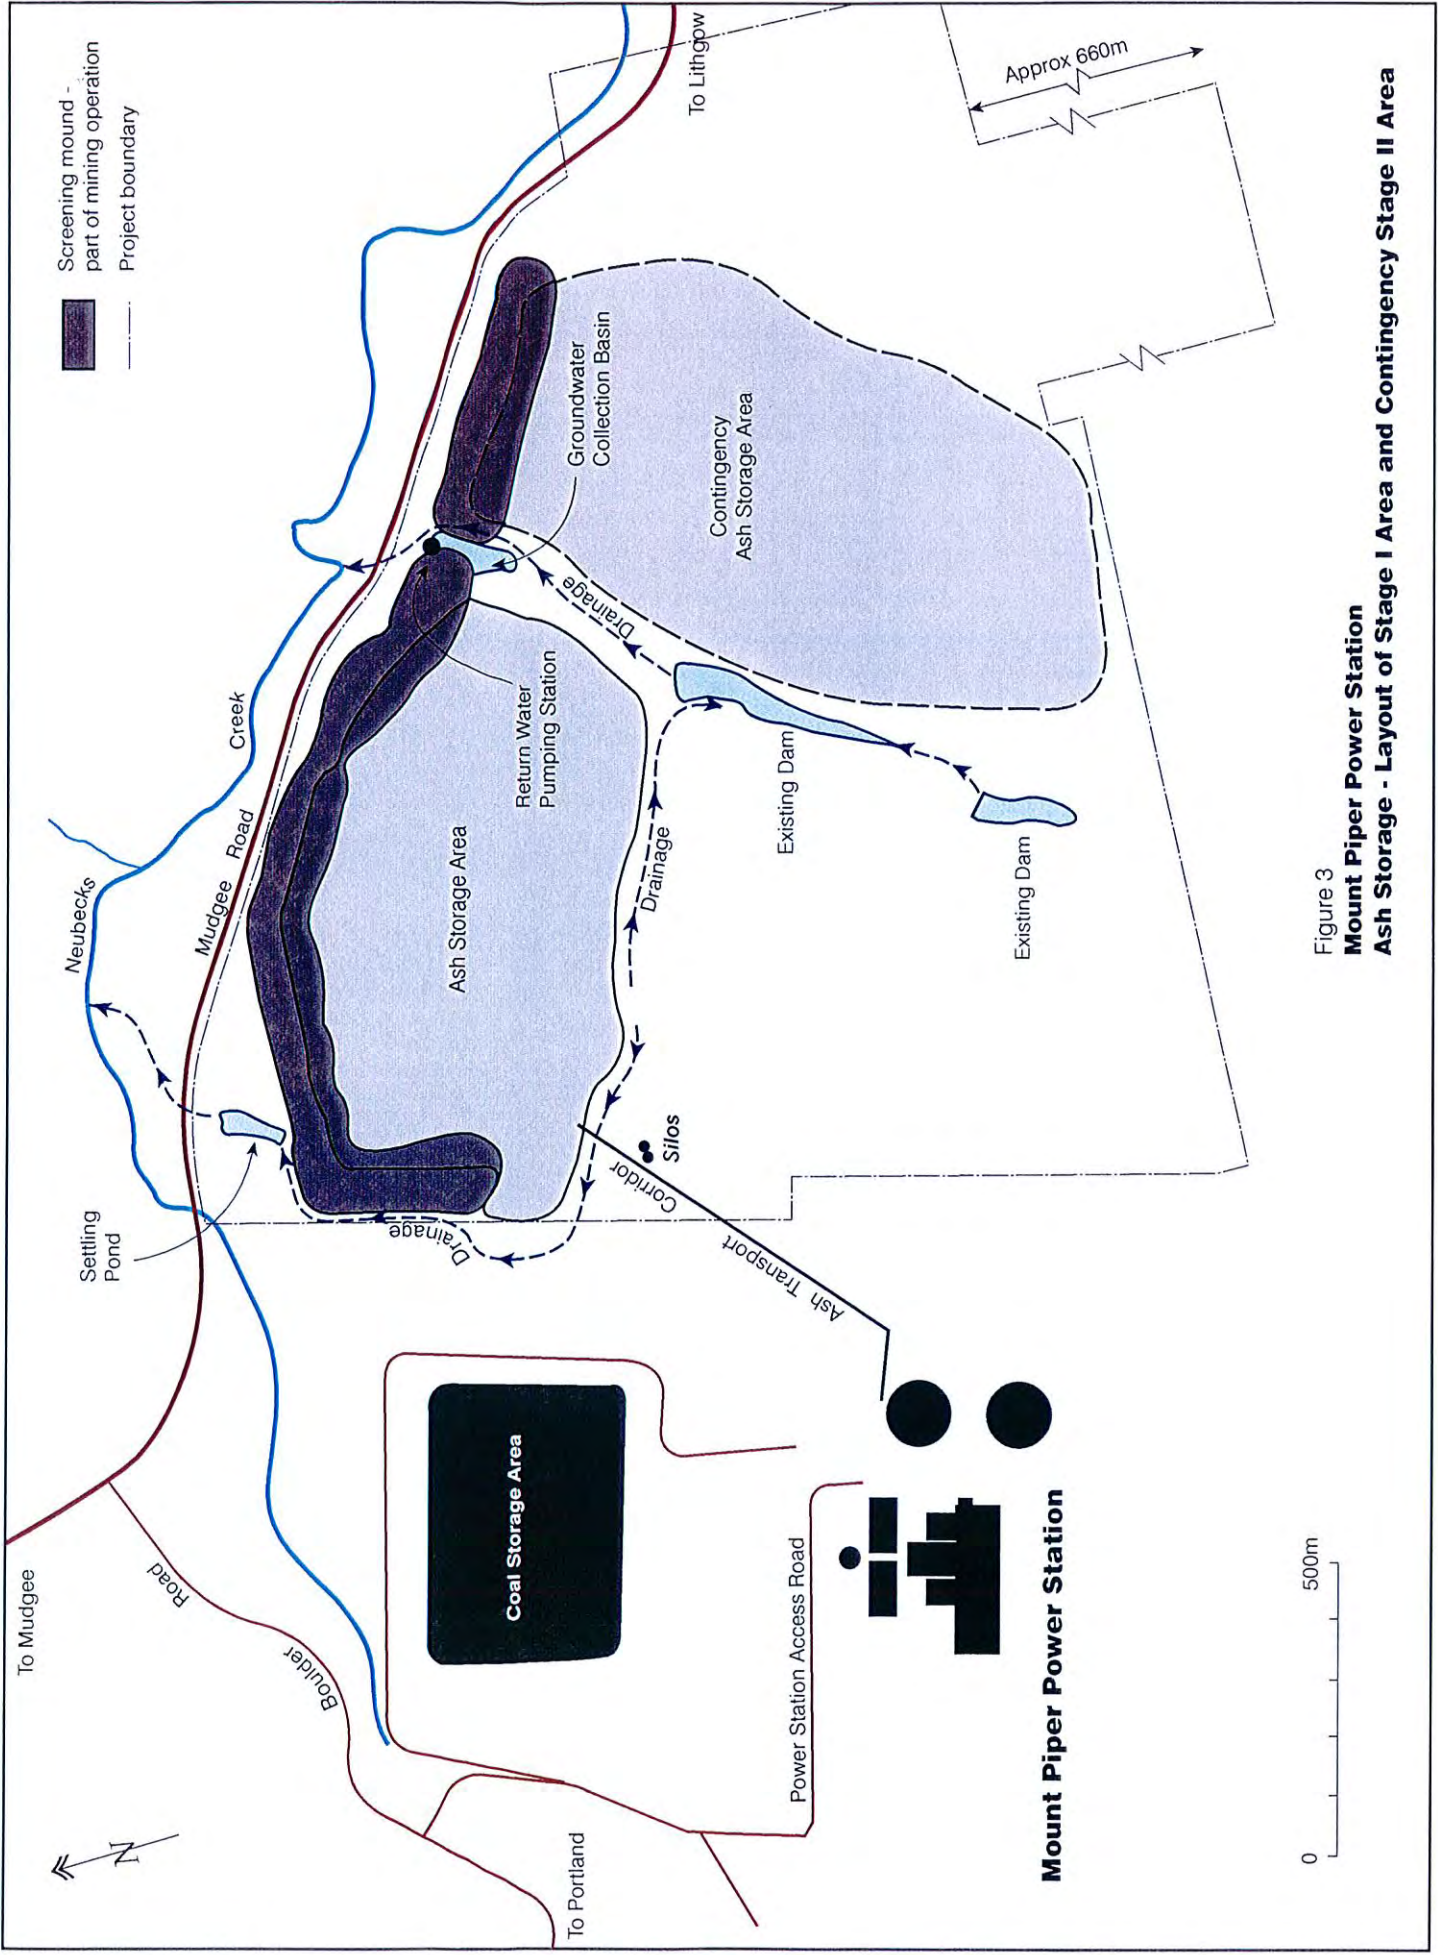 To Mudgee
Road
Boulder
To Portland
N
Settling
Pond
Neubecks
Creek
Mudgee
Road
Screening mound -
part of mining operation
Project boundary
To Lithgow
Approx 660m
Coal Storage Area
Drainage
Ash Storage Area
Return Water
Pumping Station
Groundwater
Collection Basin
Contingency
Ash Storage Area
Drainage
Drainage
Existing Dam
Existing Dam
Silos
Ash Transport
Corridor
Power Station Access Road
Mount Piper Power Station
0
500m
Figure 3
Mount Piper Power Station
Ash Storage - Layout of Stage I Area and Contingency Stage II Area